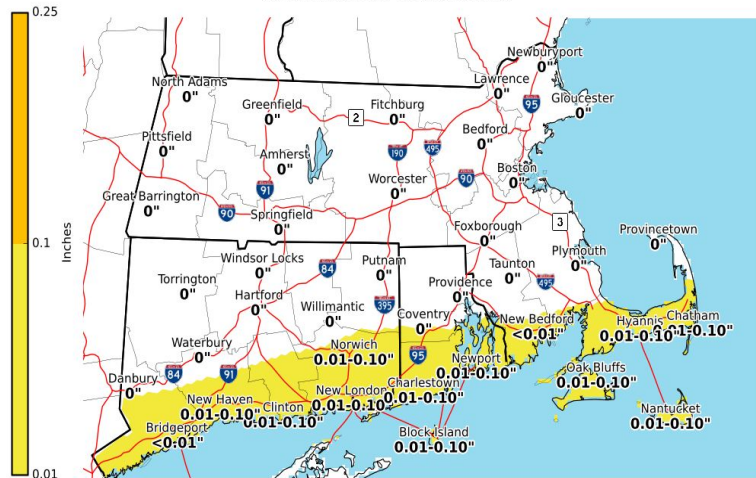 0.25
0.1
0.01
Inches
Newburyport
0"
North Adams
0"
Lawrence
0"
Greenfield
0"
2
Fitchburg
0"
95
Gloucester
0"
Pittsfield
0"
Bedford
0"
Amherst
0"
190
495
Boston
0"
Worcester
0"
90
91
Great Barrington
0"
90
Springfield
0"
3
Foxborough
0"
Provincetown
0"
Windsor Locks
0"
84
Putnam
0"
Taunton
0"
Plymouth
0"
495
Torrington
0"
Hartford
0"
Willimantic
0"
395
Providence
0"
Coventry
0"
New Bedford
<0.01"
Hyannis
0.01-0.10"
Chatham
0.01-0.10"
Waterbury
0"
Norwich
0.01-0.10"
95
Newport
0.01-0.10"
Oak Bluffs
0.01-0.10"
84
91
Danbury
0"
Charlestown
0.01-0.10"
New London
0.01-0.10"
New Haven
0.01-0.10"
Clinton
0.01-0.10"
Nantucket
0.01-0.10"
Bridgeport
<0.01"
Block Island
0.01-0.10"